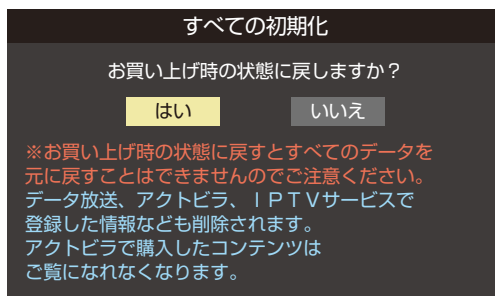 すべての初期化
お買い上げ時の状態に戻しますか？
はい いいえ
※お買い上げ時の状態に戻すとすべてのデータを
元に戻すことはできませんのでご注意ください。
データ放送、アクトビラ、ＩＰＴＶサービスで
登録した情報なども削除されます。
アクトビラで購入したコンテンツは
ご覧になれなくなります。